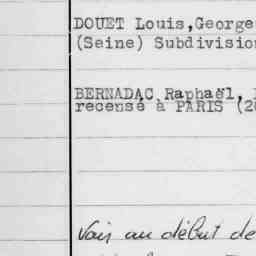 DOUET Louis,George
(Seine) Subdivision
BERNADAC Raphaël,
recensé à PARIS (2
Voir au début de